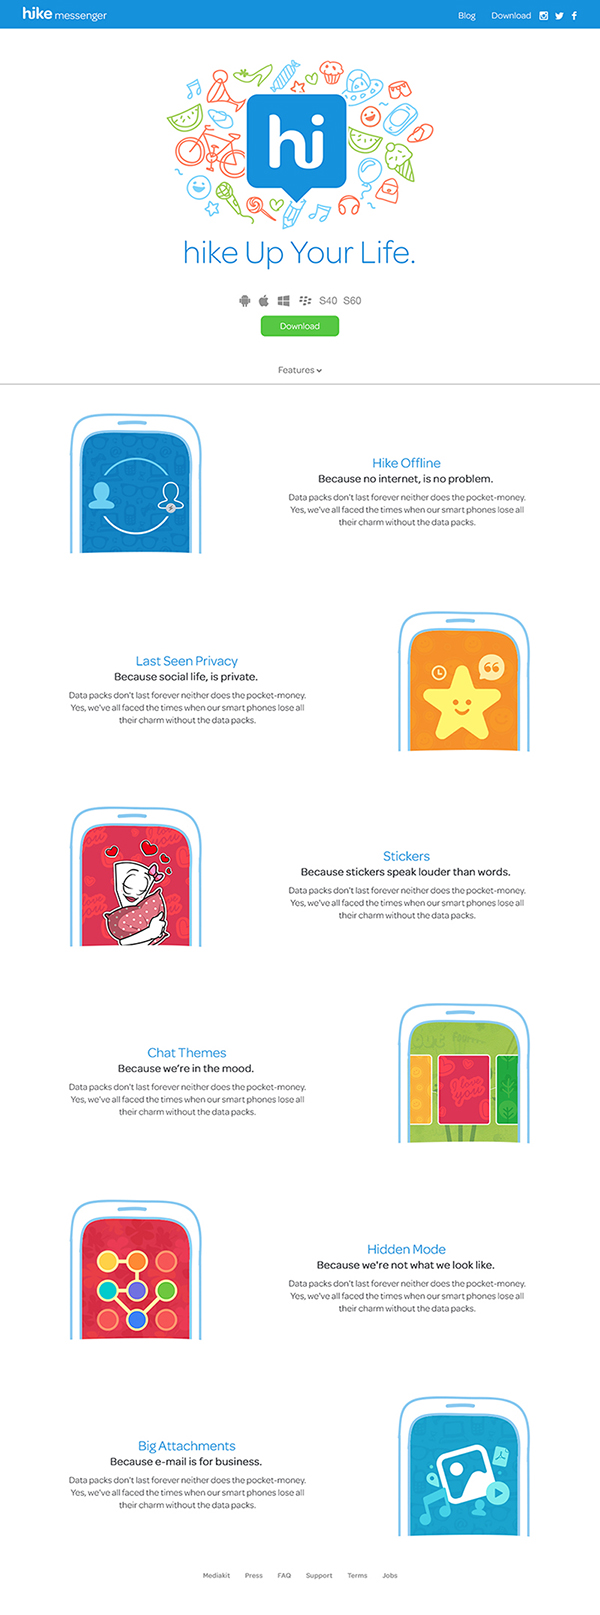 hike messenger
Blog Download
hi
hike Up Your Life.
S40 S60
Download
Features
Hike Offline
Because no internet, is no problem.
Data packs don't last forever neither does the pocket-money.
Yes, we've all faced the times when our smart phones lose all
their charm without the data packs.
Last Seen Privacy
Because social life, is private.
Data packs don't last forever neither does the pocket-money.
Yes, we've all faced the times when our smart phones lose all
their charm without the data packs.
Stickers
Because stickers speak louder than words.
Data packs don't last forever neither does the pocket-money.
Yes, we've all faced the times when our smart phones lose all
their charm without the data packs.
Chat Themes
Because we're in the mood.
Data packs don't last forever neither does the pocket-money.
Yes, we've all faced the times when our smart phones lose all
their charm without the data packs.
I love
you
Hidden Mode
Because we're not what we look like.
Data packs don't last forever neither does the pocket-money.
Yes, we've all faced the times when our smart phones lose all
their charm without the data packs.
Big Attachments
Because e-mail is for business.
Data packs don't last forever neither does the pocket-money.
Yes, we've all faced the times when our smart phones lose all
their charm without the data packs.
Mediakit Press FAQ Support Terms Jobs